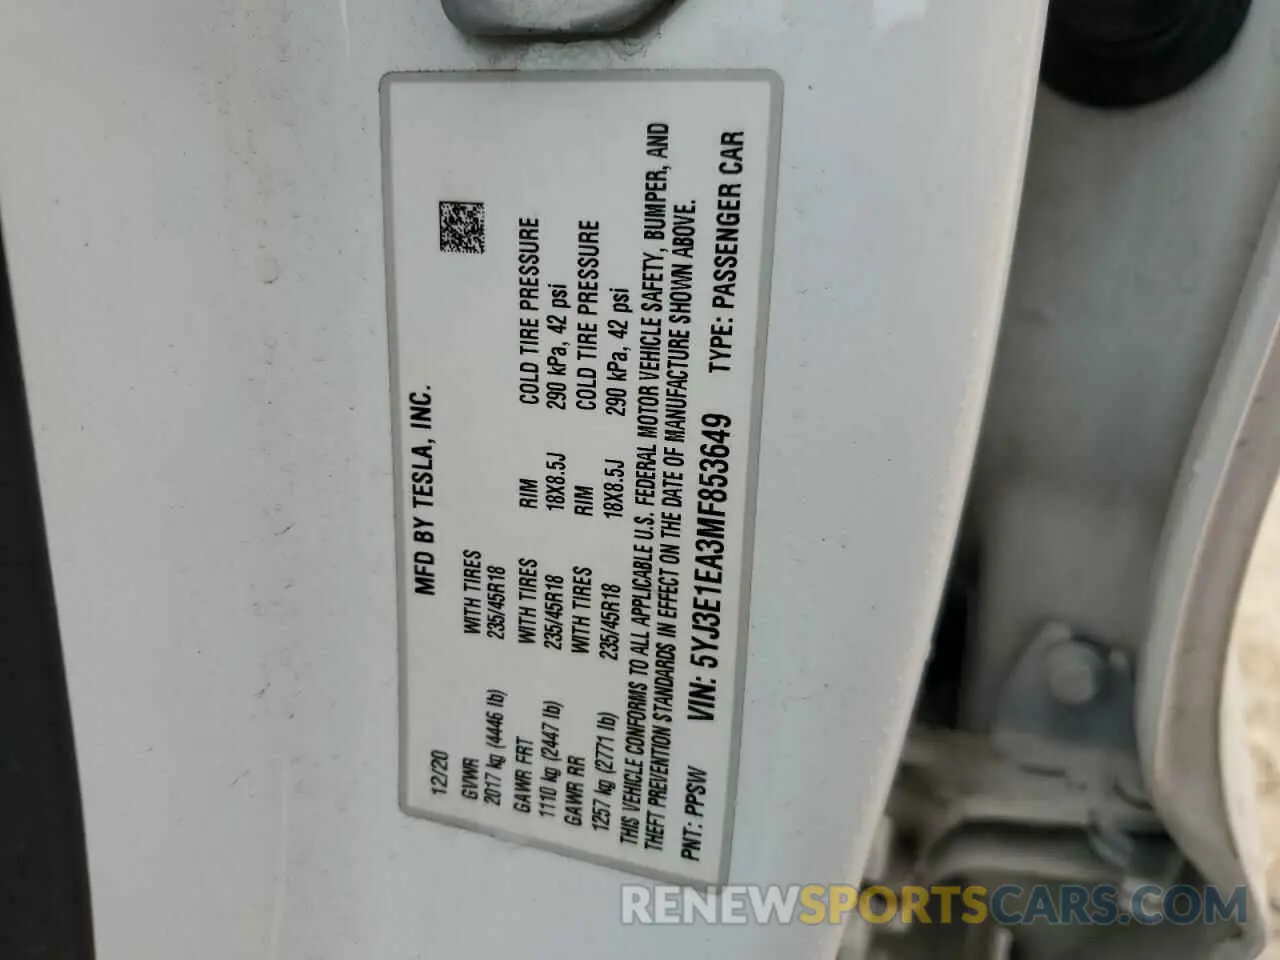 MFD BY TESLA, INC.
12/20
GVWR WITH TIRES
2017 kg (4446 lb) 235/45R18
GAWR FRT WITH TIRES RIM COLD TIRE PRESSURE
1110 kg (2447 lb) 235/45R18 18X8.5J 290 kPa, 42 psi
GAWR RR WITH TIRES RIM COLD TIRE PRESSURE
1257 kg (2771 lb) 235/45R18 18X8.5J 290 kPa, 42 psi
THIS VEHICLE CONFORMS TO ALL APPLICABLE U.S. FEDERAL MOTOR VEHICLE SAFETY, BUMPER, AND
THEFT PREVENTION STANDARDS IN EFFECT ON THE DATE OF MANUFACTURE SHOWN ABOVE.
PNT: PPSW VIN: 5YJ3E1EA3MF853649 TYPE: PASSENGER CAR
RENEWSPORTSCARS.COM